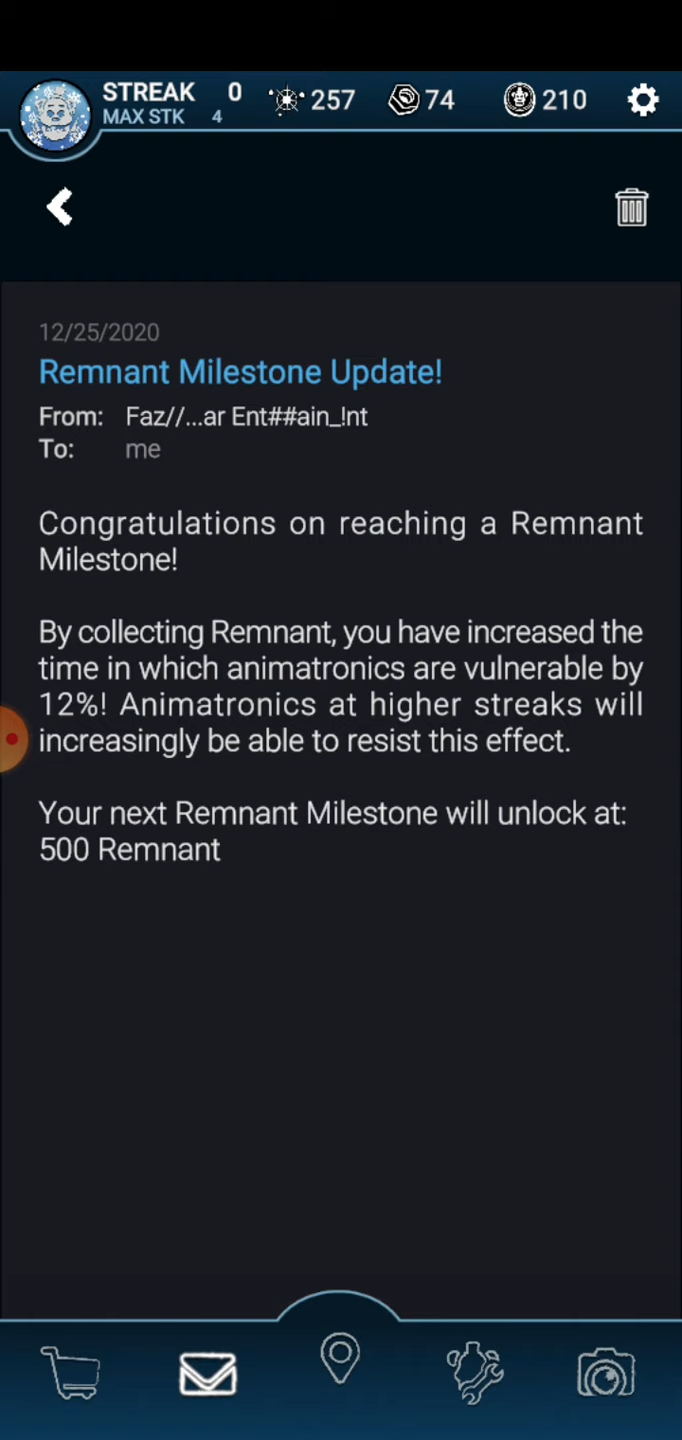 STREAK 0 257 74 210
MAX STK 4
12/25/2020
Remnant Milestone Update!
From: Faz//...ar Ent##ain_!nt
To: me
Congratulations on reaching a Remnant
Milestone!
By collecting Remnant, you have increased the
time in which animatronics are vulnerable by
12%! Animatronics at higher streaks will
increasingly be able to resist this effect.
Your next Remnant Milestone will unlock at:
500 Remnant